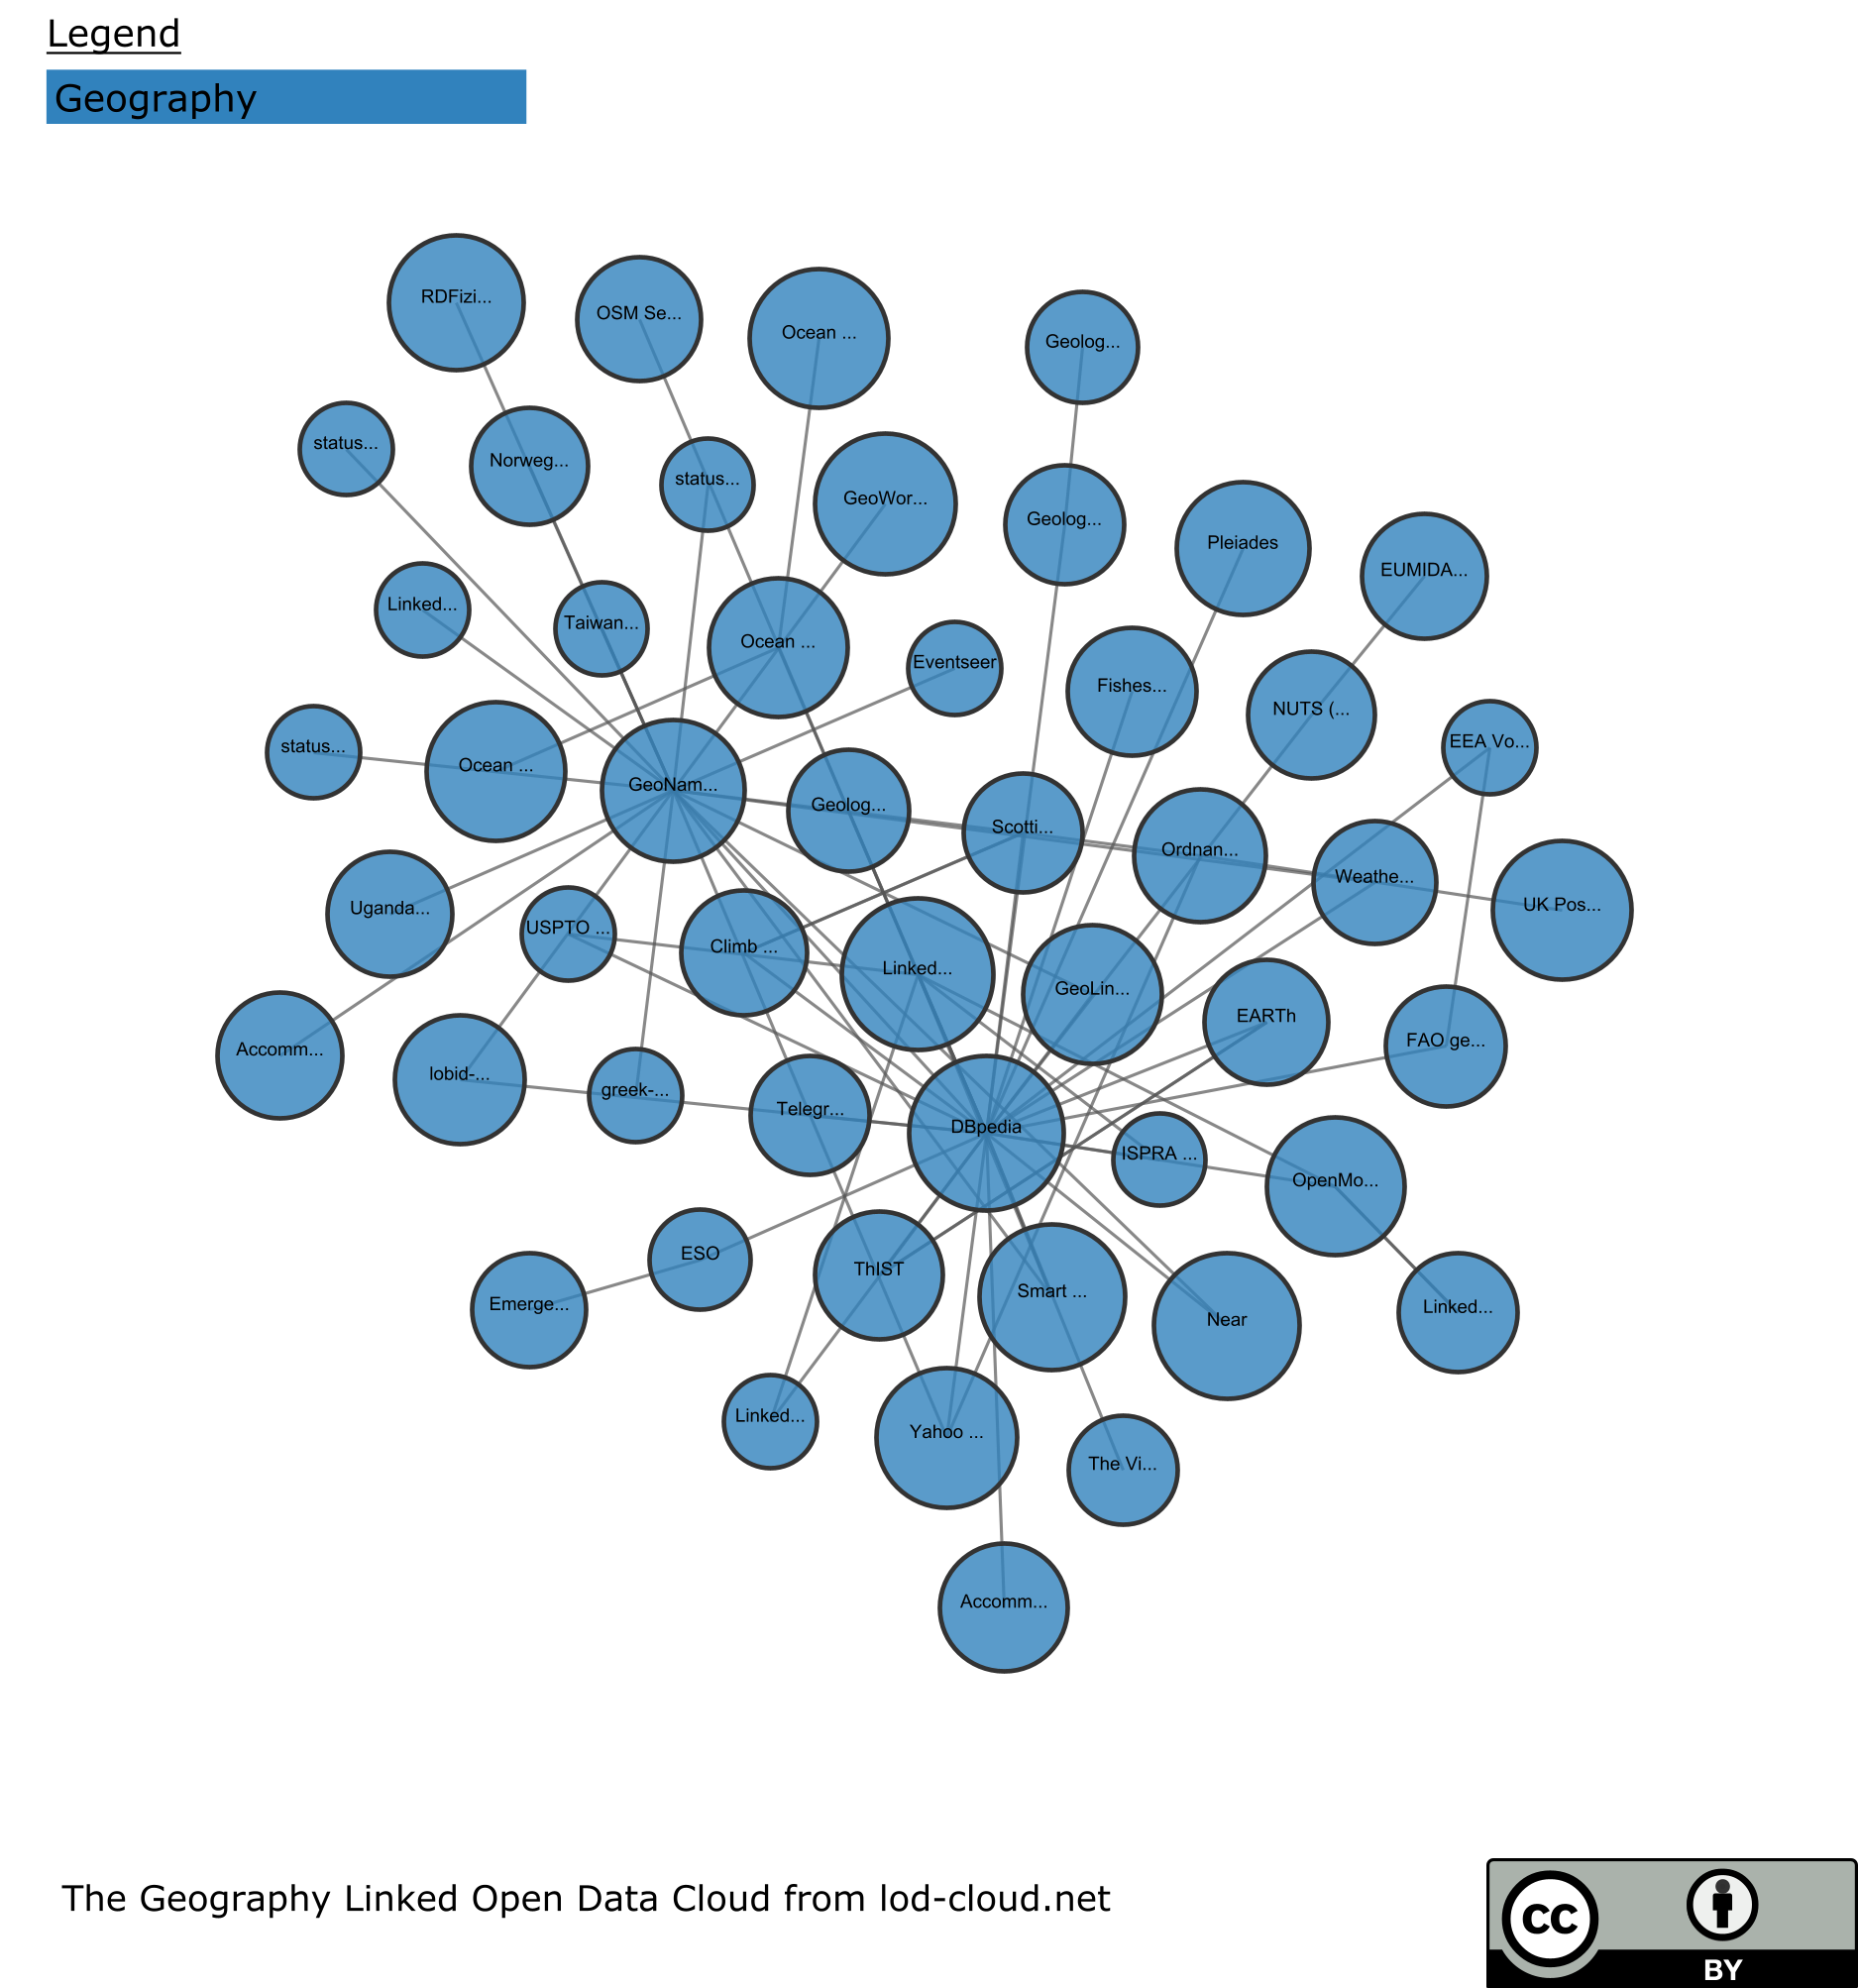 Legend
Geography
RDFizi...
OSM Se...
Ocean ...
Geolog...
status...
Norweg...
status...
GeoWor...
Geolog...
Pleiades
EUMIDA...
Linked...
Taiwan...
Ocean ...
Eventseer
Fishes...
NUTS (...
EEA Vo...
status...
Ocean ...
GeoNam...
Geolog...
Scotti...
Ordnan...
Weathe...
UK Pos...
Uganda...
USPTO ...
Climb ...
Linked...
GeoLin...
EARTh
FAO ge...
Accomm...
lobid-...
greek-...
Telegr...
DBpedia
ISPRA ...
OpenMo...
ESO
ThIST
Smart ...
Near
Linked...
Emerge...
Linked...
Yahoo ...
The Vi...
Accomm...
The Geography Linked Open Data Cloud from lod-cloud.net
cc
BY